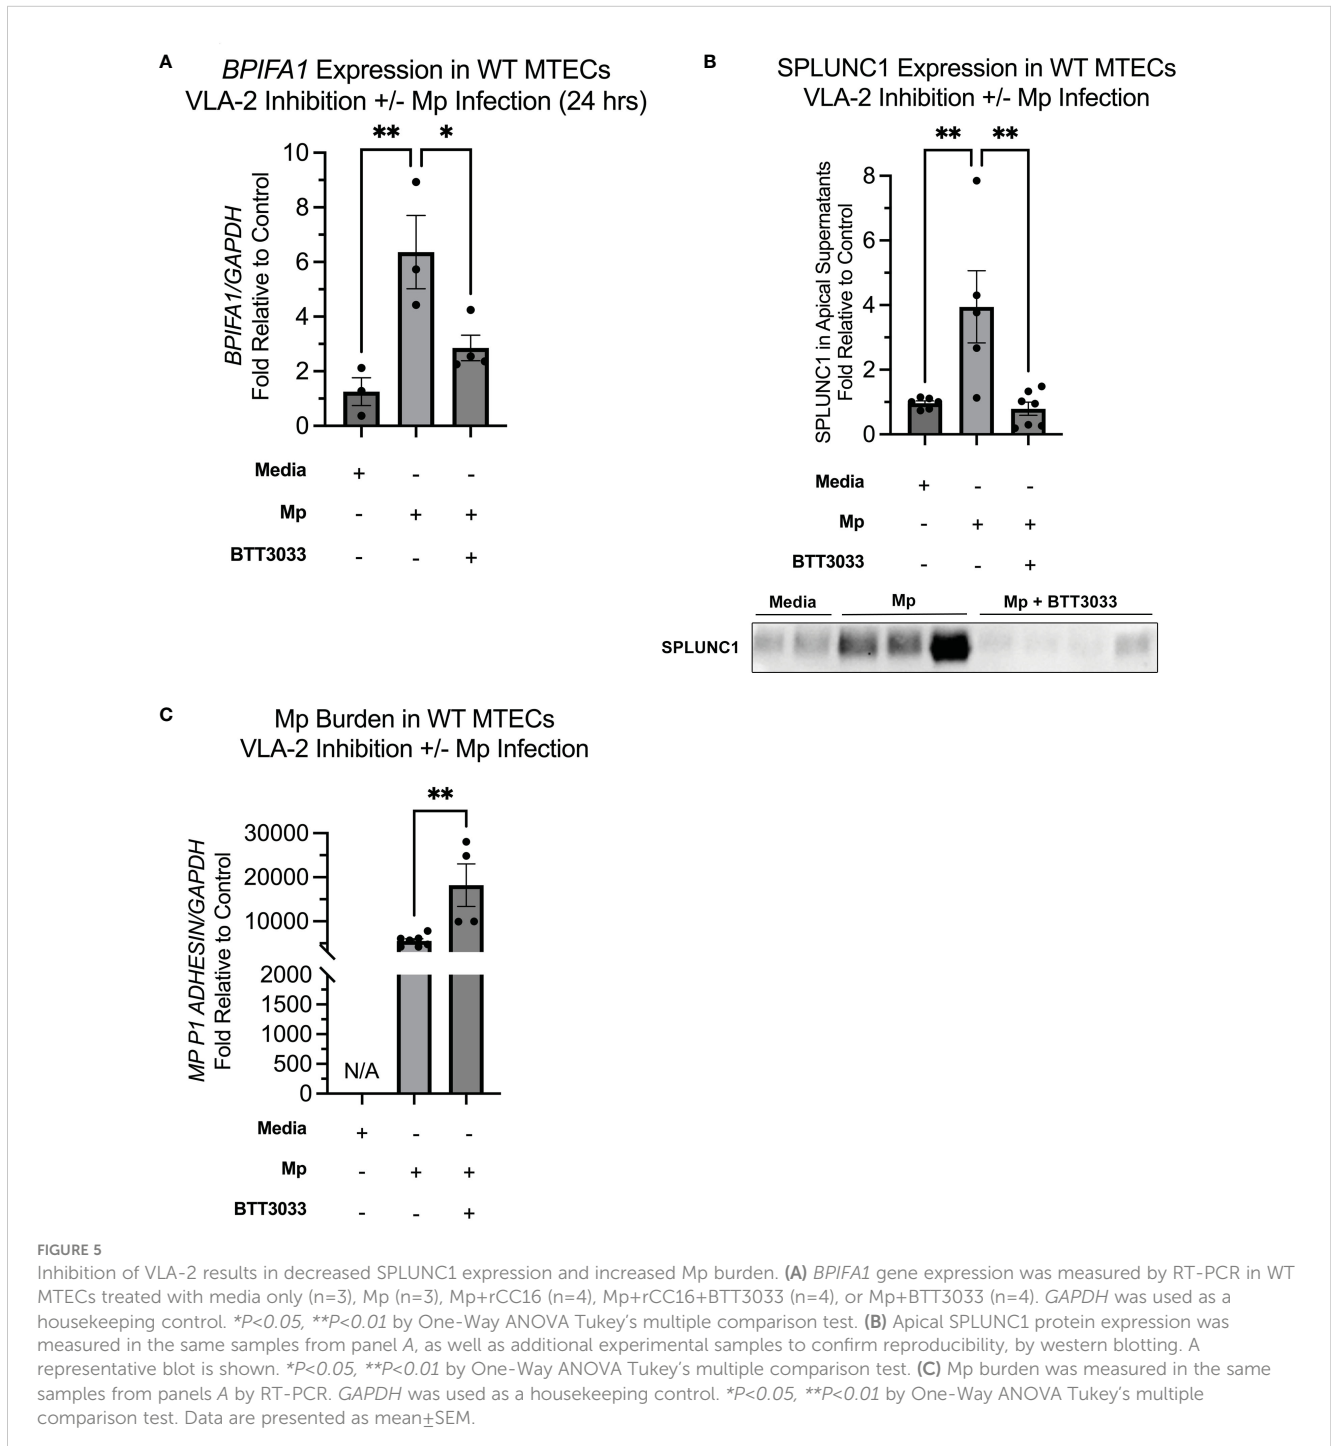 A
BPIFA1 Expression in WT MTECs
VLA-2 Inhibition +/- Mp Infection (24 hrs)
** *
BPIFA1/GAPDH
Fold Relative to Control
10
8
6
4
2
0
Media + - -
Mp - + +
BTT3033 - - +
B
SPLUNC1 Expression in WT MTECs
VLA-2 Inhibition +/- Mp Infection
** **
SPLUNC1 in Apical Supernatants
Fold Relative to Control
8
6
4
2
0
Media + - -
Mp - + +
BTT3033 - - +
Media Mp Mp + BTT3033
SPLUNC1
C
Mp Burden in WT MTECs
VLA-2 Inhibition +/- Mp Infection
**
MP P1 ADHESIN/GAPDH
Fold Relative to Control
30000
20000
10000
2000
1500
1000
500
0
N/A
Media + - -
Mp - + +
BTT3033 - - +
FIGURE 5
Inhibition of VLA-2 results in decreased SPLUNC1 expression and increased Mp burden. (A) BPIFA1 gene expression was measured by RT-PCR in WT
MTECs treated with media only (n=3), Mp (n=3), Mp+rCC16 (n=4), Mp+rCC16+BTT3033 (n=4), or Mp+BTT3033 (n=4). GAPDH was used as a
housekeeping control. *P<0.05, **P<0.01 by One-Way ANOVA Tukey's multiple comparison test. (B) Apical SPLUNC1 protein expression was
measured in the same samples from panel A, as well as additional experimental samples to confirm reproducibility, by western blotting. A
representative blot is shown. *P<0.05, **P<0.01 by One-Way ANOVA Tukey's multiple comparison test. (C) Mp burden was measured in the same
samples from panels A by RT-PCR. GAPDH was used as a housekeeping control. *P<0.05, **P<0.01 by One-Way ANOVA Tukey's multiple
comparison test. Data are presented as mean±SEM.